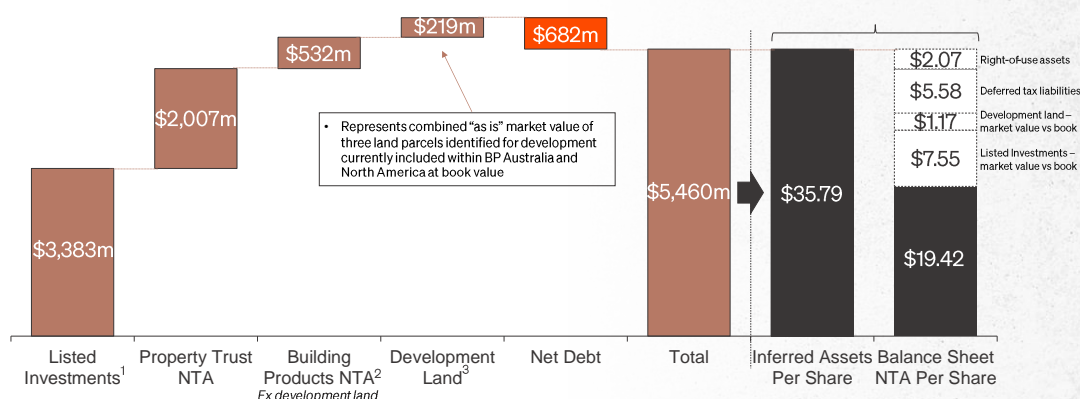 $219m
$532m
$682m
$2,007m
$3,383m
• Represents combined “as is” market value of
three land parcels identified for development
currently included within BP Australia and
North America at book value
$5,460m
$35.79
$2.07
Right-of-use assets
$5.58
Deferred tax liabilities
$1.17
Development land –
market value vs book
$7.55
Listed Investments –
market value vs book
$19.42
Listed
Investments1
Property Trust
NTA
Building
Products NTA2
Ex development land
Development
Land3
Net Debt
Total
Inferred Assets
Per Share
Balance Sheet
NTA Per Share